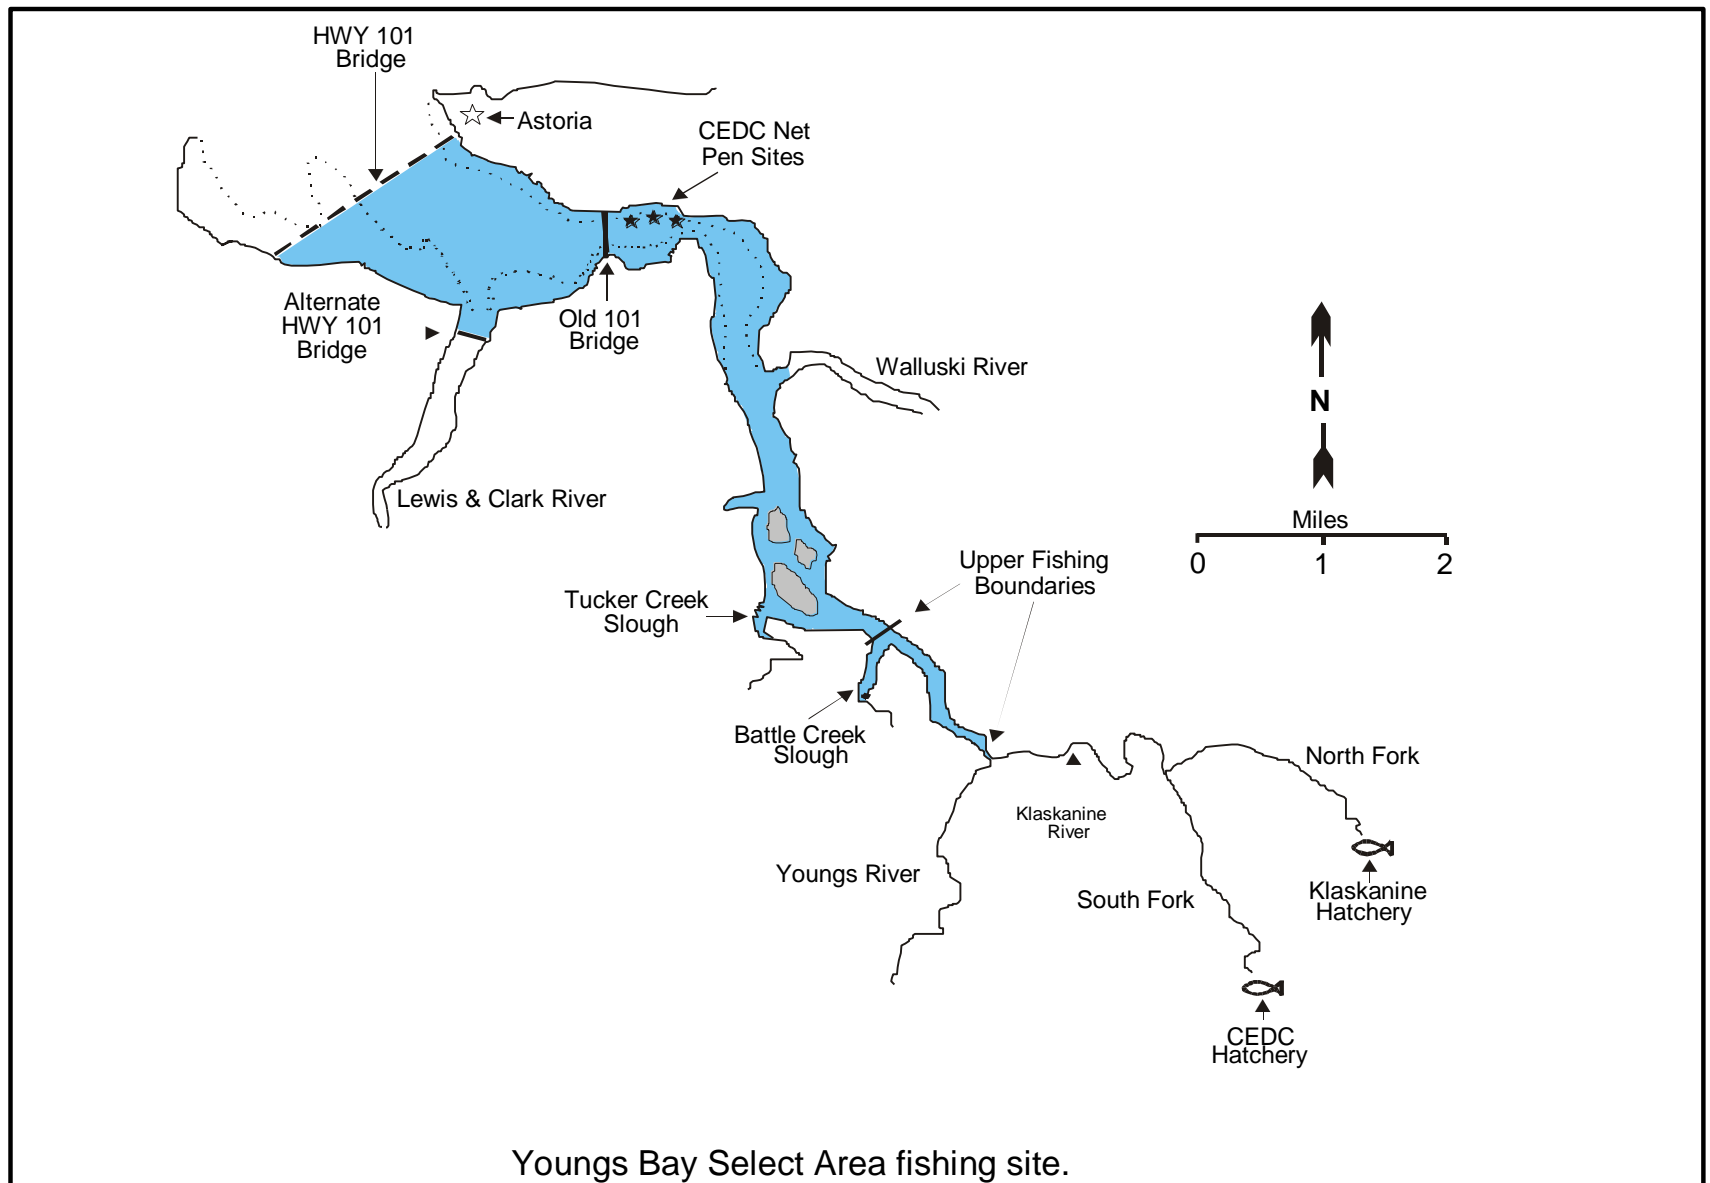 HWY 101
Bridge
Astoria
CEDC Net
Pen Sites
Alternate
HWY 101
Bridge
Old 101
Bridge
Walluski River
N
Lewis & Clark River
Miles
0 1 2
Upper Fishing
Boundaries
Tucker Creek
Slough
Battle Creek
Slough
North Fork
Klaskanine
River
Youngs River
South Fork
Klaskanine
Hatchery
CEDC
Hatchery
Youngs Bay Select Area fishing site.